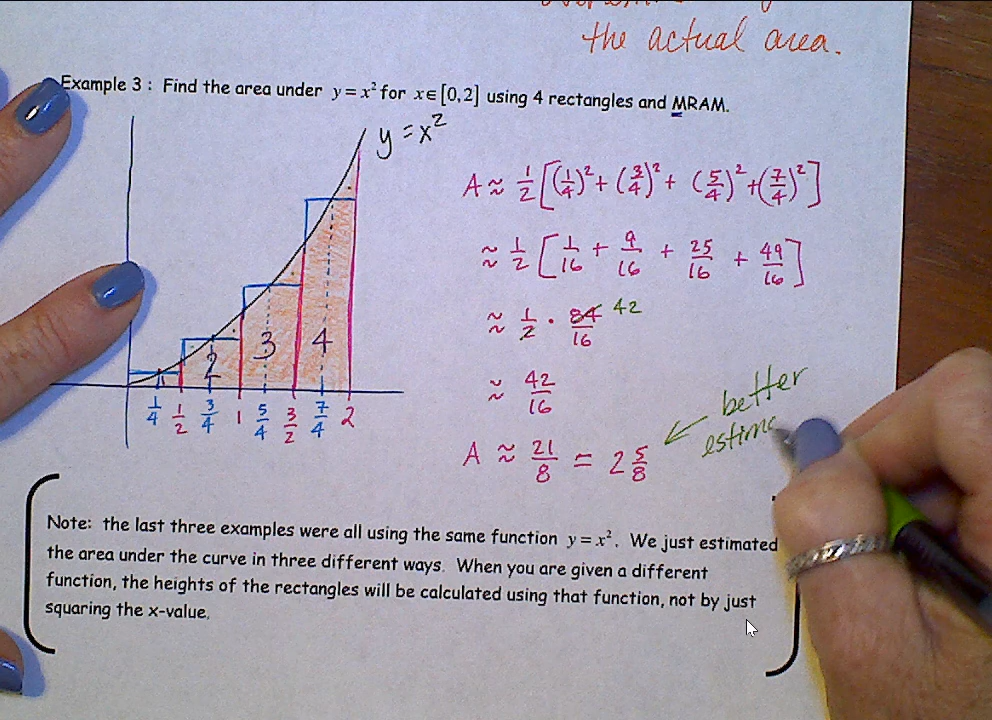 the actual area.
Example 3 : Find the area under y = x² for x ∈ [0,2] using 4 rectangles and MRAM.
y = x²
A ≈ 1/2 [(1/4)² + (3/4)² + (5/4)² + (7/4)²]
≈ 1/2 [1/16 + 9/16 + 25/16 + 49/16]
≈ 1/2 · 84/16 42
≈ 42/16
A ≈ 21/8 = 2 5/8
better
estim
2 3 4
1/4 1/2 3/4 1 5/4 3/2 7/4 2
Note: the last three examples were all using the same function y = x². We just estimated
the area under the curve in three different ways. When you are given a different
function, the heights of the rectangles will be calculated using that function, not by just
squaring the x-value.